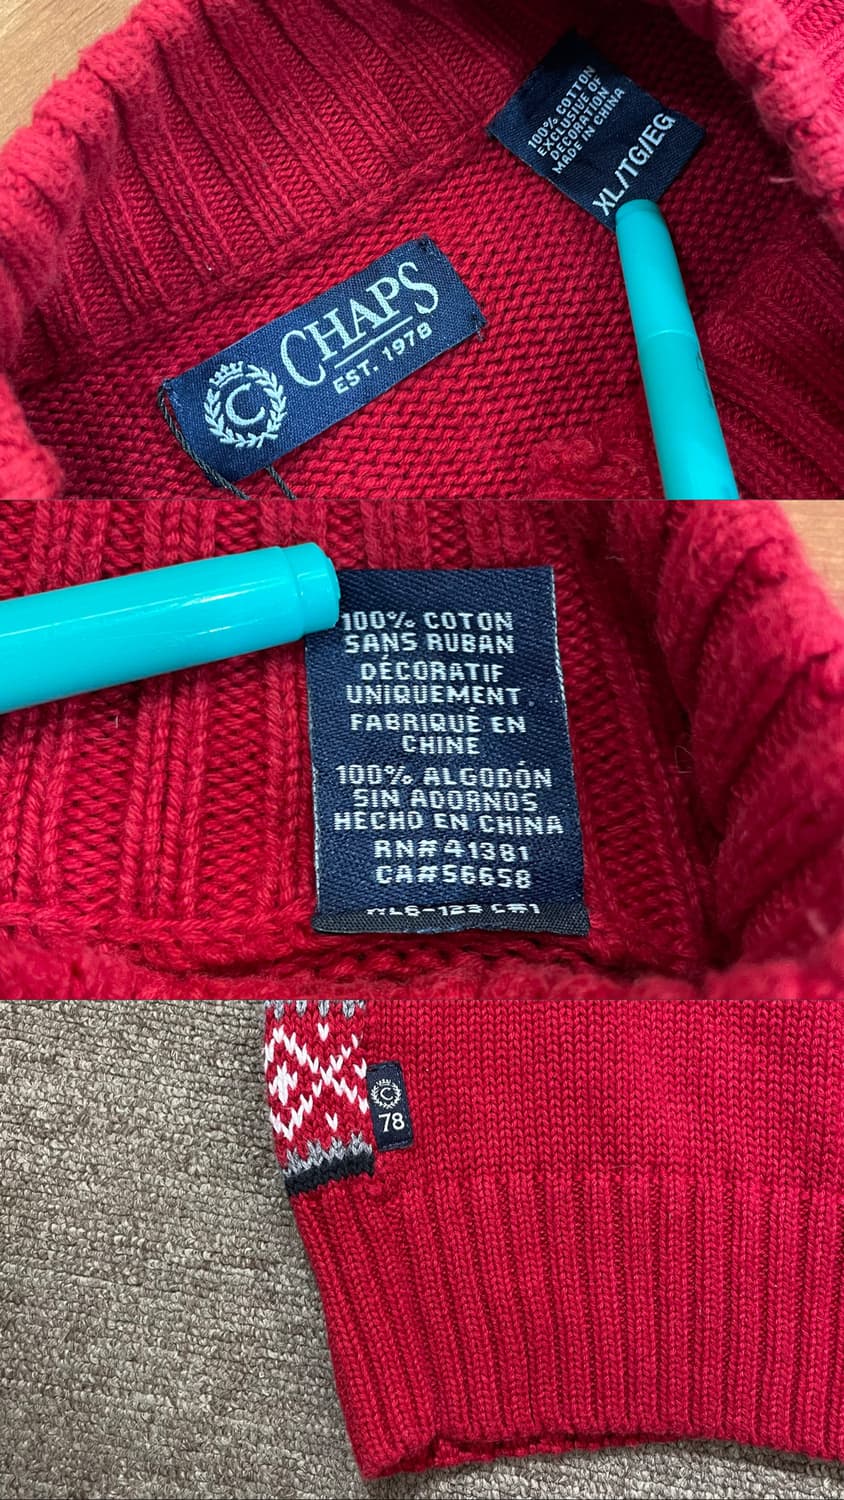 100% COTTON
EXCLUSIVE OF
DECORATION
MADE IN CHINA
XL/TG/EG
C
CHAPS
EST. 1978
100% COTON
SANS RUBAN
DÉCORATIF
UNIQUEMENT
FABRIQUÉ EN
CHINE
100% ALGODÓN
SIN ADORNOS
HECHO EN CHINA
RN#41381
CA#56658
C
78